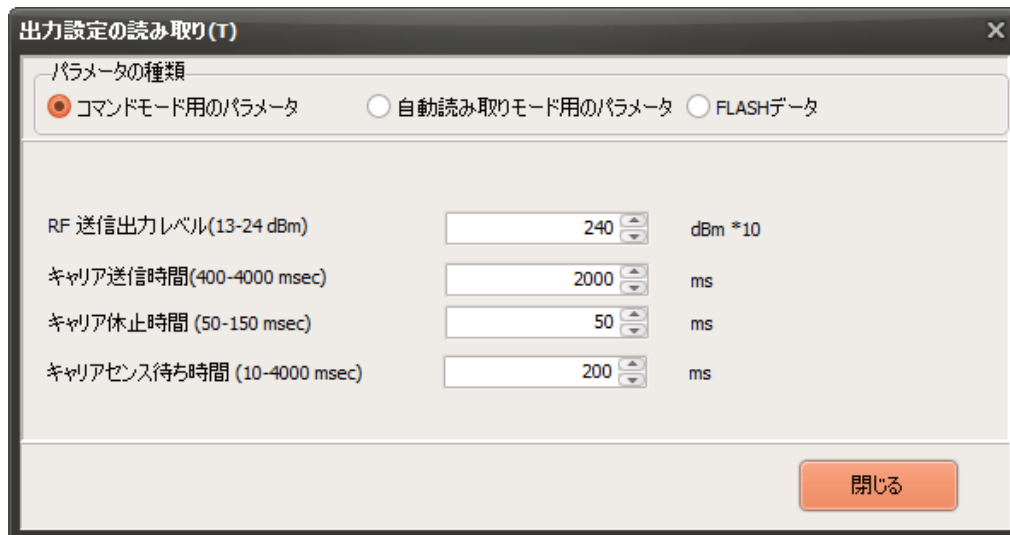 出力設定の読み取り(T)
パラメータの種類
コマンドモード用のパラメータ 自動読み取りモード用のパラメータ FLASHデータ
RF 送信出力レベル(13-24 dBm) 240 dBm *10
キャリア送信時間(400-4000 msec) 2000 ms
キャリア休止時間 (50-150 msec) 50 ms
キャリアセンス待ち時間 (10-4000 msec) 200 ms
閉じる